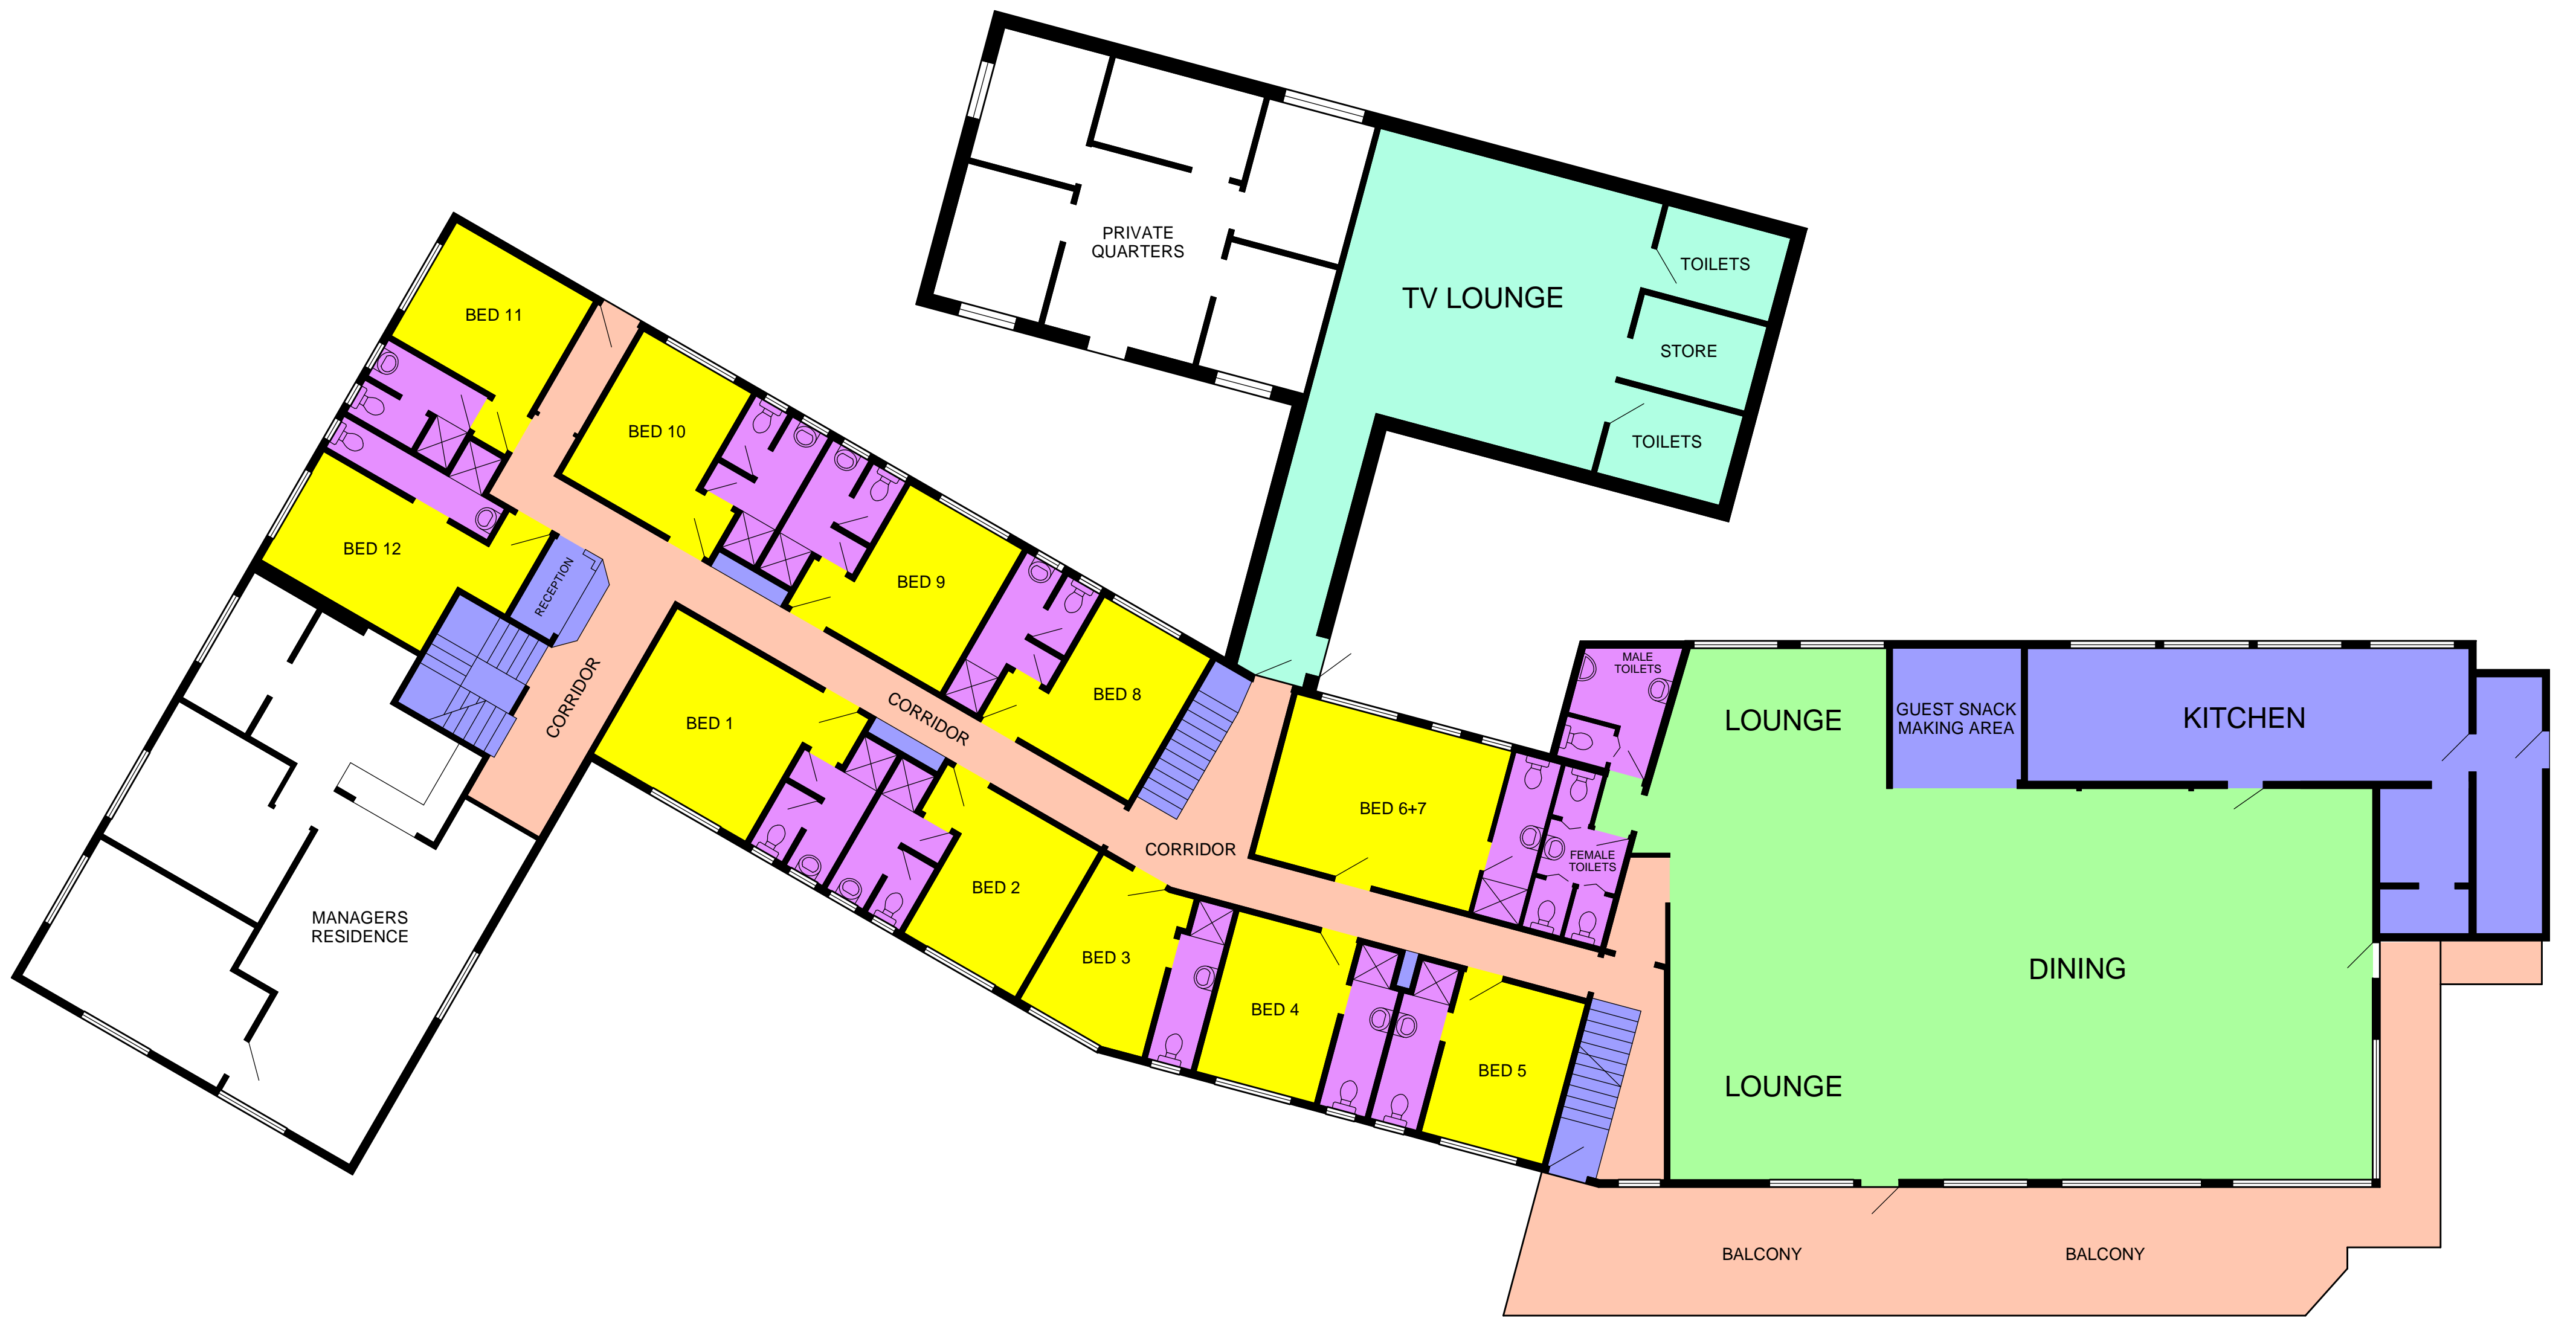 PRIVATE
QUARTERS
TV LOUNGE
TOILETS
STORE
TOILETS
BED 11
BED 10
BED 12
RECEPTION
BED 9
BED 8
BED 1
CORRIDOR
CORRIDOR
CORRIDOR
BED 2
BED 3
BED 4
BED 5
BED 6+7
MALE
TOILETS
FEMALE
TOILETS
LOUNGE
GUEST SNACK
MAKING AREA
KITCHEN
DINING
LOUNGE
MANAGERS
RESIDENCE
BALCONY
BALCONY